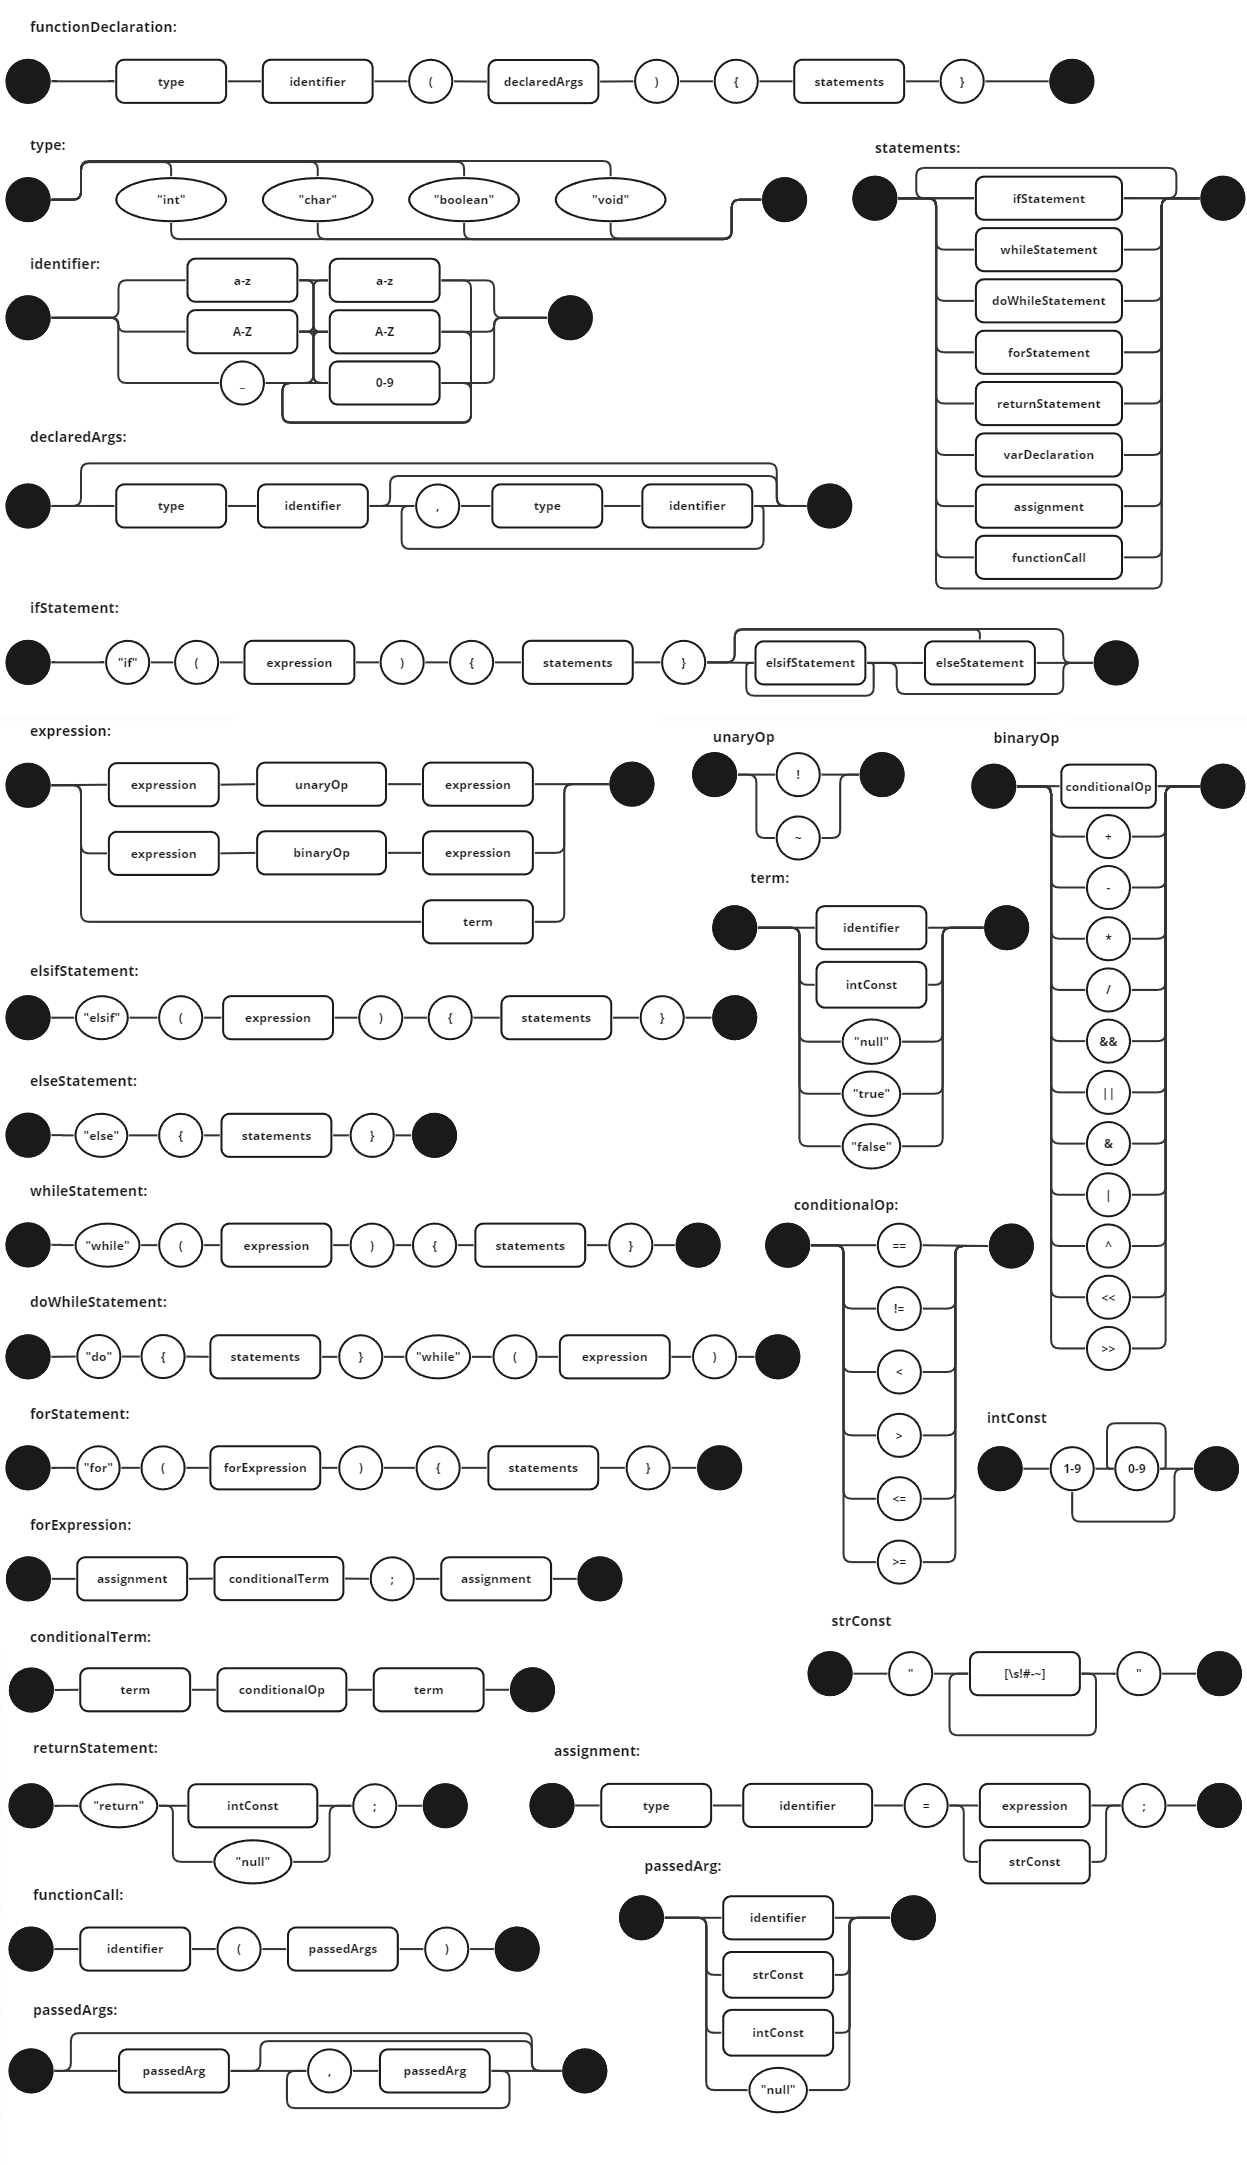 functionDeclaration:
type identifier ( declaredArgs ) { statements }
type:
"int" "char" "boolean" "void"
statements:
ifStatement
whileStatement
doWhileStatement
forStatement
returnStatement
varDeclaration
assignment
functionCall
identifier:
a-z a-z
A-Z A-Z
_ 0-9
declaredArgs:
type identifier , type identifier
ifStatement:
"if" ( expression ) { statements } elsifStatement elseStatement
expression:
expression unaryOp expression
expression binaryOp expression
term
unaryOp
!
~
binaryOp
conditionalOp
+
-
*
/
&&
||
&
|
^
<<
>>
term:
identifier
intConst
"null"
"true"
"false"
elsifStatement:
"elsif" ( expression ) { statements }
elseStatement:
"else" { statements }
whileStatement:
"while" ( expression ) { statements }
conditionalOp:
==
!=
<
>
<=
>=
doWhileStatement:
"do" { statements } "while" ( expression )
forStatement:
"for" ( forExpression ) { statements }
intConst
1-9 0-9
forExpression:
assignment conditionalTerm ; assignment
conditionalTerm:
term conditionalOp term
strConst
" [\s!#-~] "
returnStatement:
"return" intConst ;
"null"
assignment:
type identifier = expression ;
strConst
functionCall:
identifier ( passedArgs )
passedArg:
identifier
strConst
intConst
"null"
passedArgs:
passedArg , passedArg